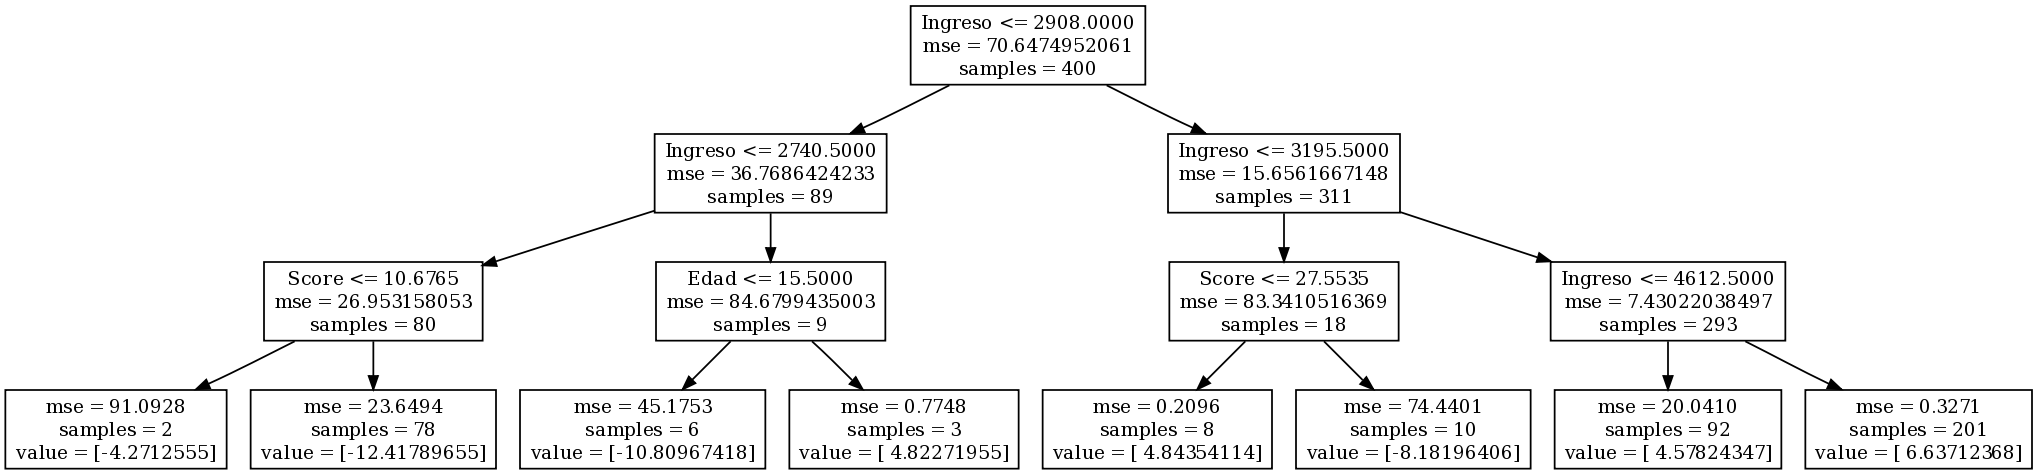 Ingreso <= 2908.0000
mse = 70.6474952061
samples = 400
Ingreso <= 2740.5000
mse = 36.7686424233
samples = 89
Ingreso <= 3195.5000
mse = 15.6561667148
samples = 311
Score <= 10.6765
mse = 26.953158053
samples = 80
Edad <= 15.5000
mse = 84.6799435003
samples = 9
Score <= 27.5535
mse = 83.3410516369
samples = 18
Ingreso <= 4612.5000
mse = 7.43022038497
samples = 293
mse = 91.0928
samples = 2
value = [-4.2712555]
mse = 23.6494
samples = 78
value = [-12.41789655]
mse = 45.1753
samples = 6
value = [-10.80967418]
mse = 0.7748
samples = 3
value = [ 4.82271955]
mse = 0.2096
samples = 8
value = [ 4.84354114]
mse = 74.4401
samples = 10
value = [-8.18196406]
mse = 20.0410
samples = 92
value = [ 4.57824347]
mse = 0.3271
samples = 201
value = [ 6.63712368]